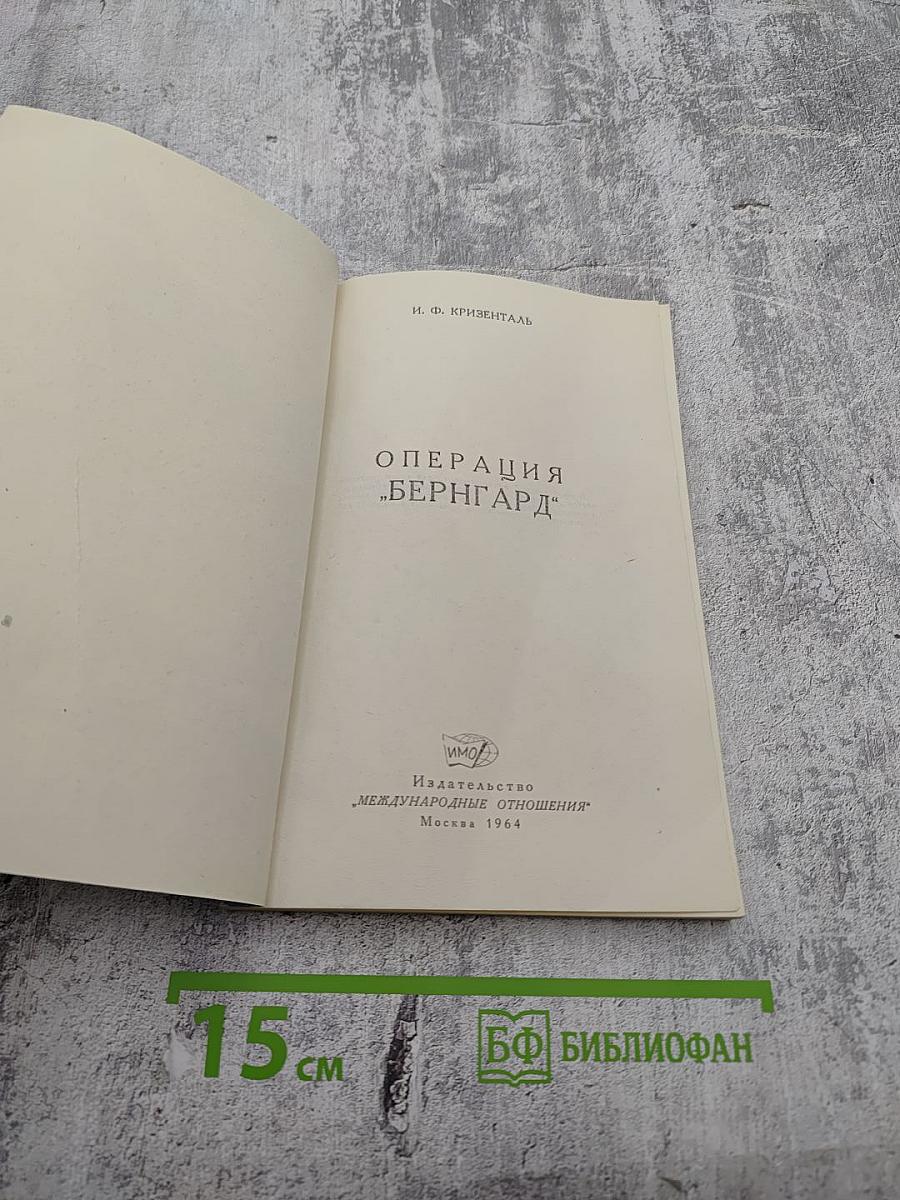 И. Ф. КРИЗЕНТАЛЬ
ОПЕРАЦИЯ
„БЕРНГАРД“
ИМО
Издательство
„МЕЖДУНАРОДНЫЕ ОТНОШЕНИЯ“
Москва 1964
15 см
БФ БИБЛИОФАН